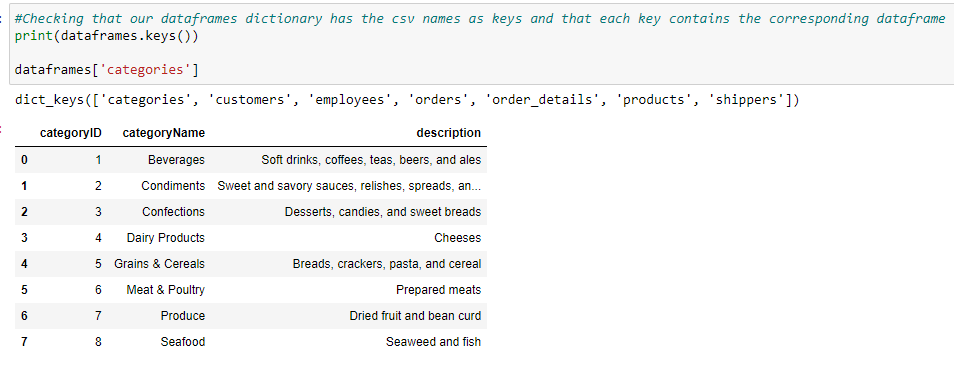 #Checking that our dataframes dictionary has the csv names as keys and that each key contains the corresponding dataframe
print(dataframes.keys())
dataframes['categories']
dict_keys(['categories', 'customers', 'employees', 'orders', 'order_details', 'products', 'shippers'])
categoryID categoryName description
0 1 Beverages Soft drinks, coffees, teas, beers, and ales
1 2 Condiments Sweet and savory sauces, relishes, spreads, an...
2 3 Confections Desserts, candies, and sweet breads
3 4 Dairy Products Cheeses
4 5 Grains & Cereals Breads, crackers, pasta, and cereal
5 6 Meat & Poultry Prepared meats
6 7 Produce Dried fruit and bean curd
7 8 Seafood Seaweed and fish